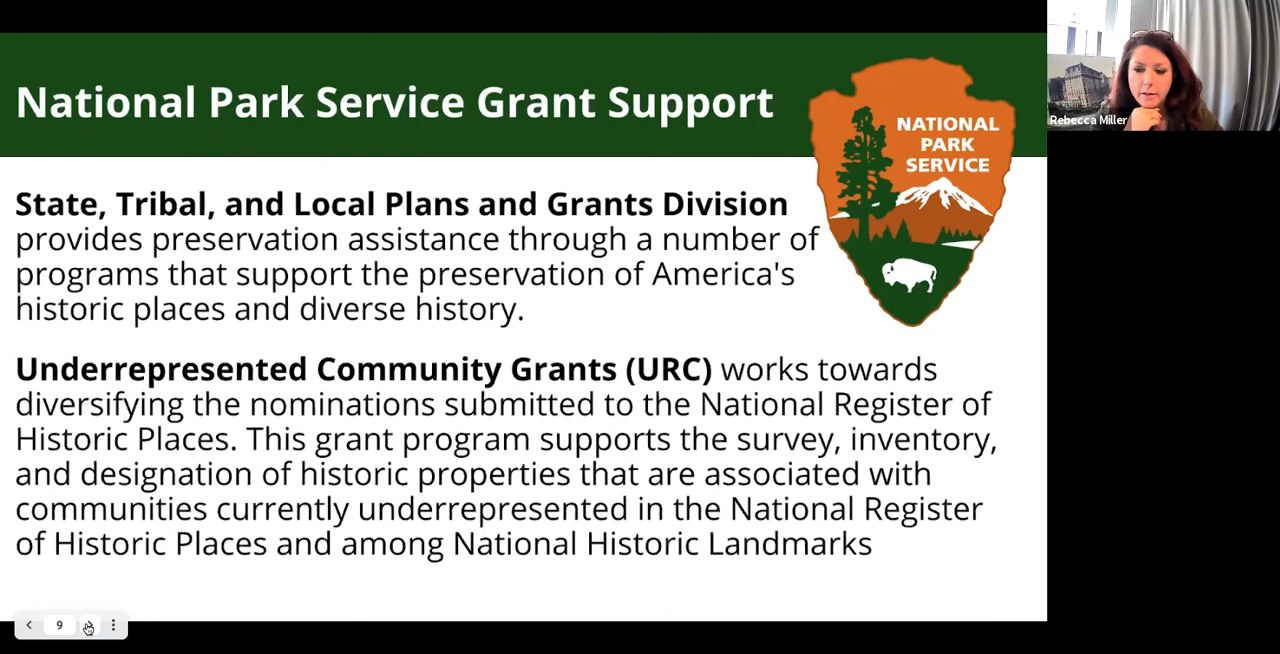 National Park Service Grant Support
NATIONAL
PARK
SERVICE
Rebecca Miller
State, Tribal, and Local Plans and Grants Division
provides preservation assistance through a number of
programs that support the preservation of America's
historic places and diverse history.
Underrepresented Community Grants (URC) works towards
diversifying the nominations submitted to the National Register of
Historic Places. This grant program supports the survey, inventory,
and designation of historic properties that are associated with
communities currently underrepresented in the National Register
of Historic Places and among National Historic Landmarks
9